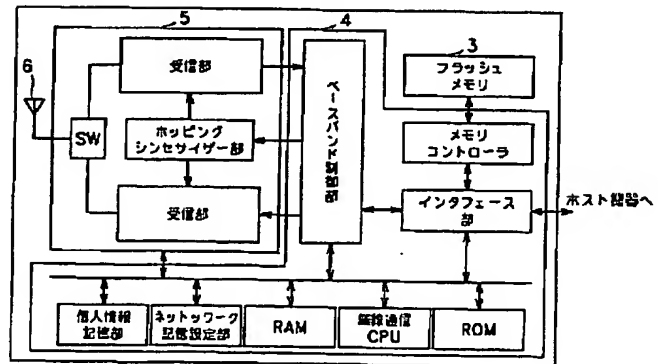 5
4
6
3
受信部
フラッシュ
メモリ
ベースバンド制御部
SW
ホッピング
シンセサイザー部
メモリ
コントローラ
受信部
インタフェース
部
ホスト機器へ
個人情報
記憶部
ネットッワーク
記憶設定部
RAM
無線通信
CPU
ROM